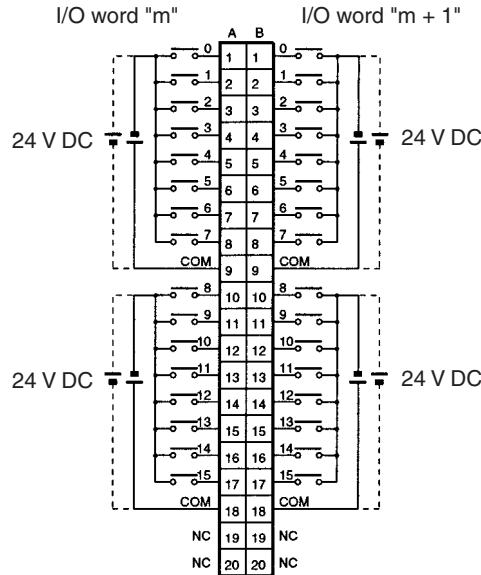 I/O word "m" I/O word "m + 1"
A B
0 1 1 0
1 2 2 1
2 3 3 2
24 V DC 3 4 4 3 24 V DC
4 5 5 4
5 6 6 5
6 7 7 6
7 8 8 7
COM 9 9 COM
8 10 10 8
9 11 11 9
10 12 12 10
24 V DC 11 13 13 11 24 V DC
12 14 14 12
13 15 15 13
14 16 16 14
15 17 17 15
COM 18 18 COM
NC 19 19 NC
NC 20 20 NC